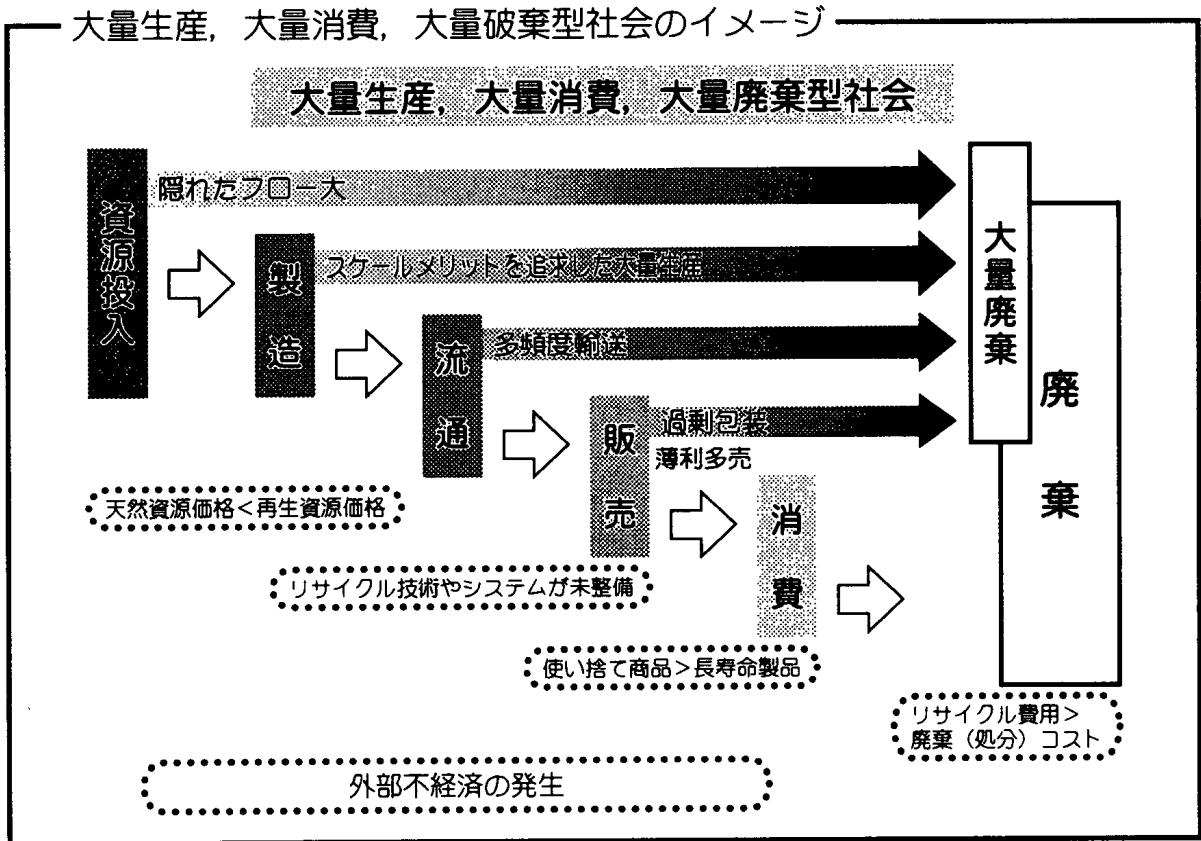 大量生産，大量消費，大量破棄型社会のイメージ
大量生産，大量消費，大量廃棄型社会
資源投入
隠れたフロー大
製造
スケールメリットを追求した大量生産
流通
多頻度輸送
販売
過剰包装
薄利多売
消費
大量廃棄
廃棄
天然資源価格＜再生資源価格
リサイクル技術やシステムが未整備
使い捨て商品＞長寿命製品
リサイクル費用＞
廃棄（処分）コスト
外部不経済の発生